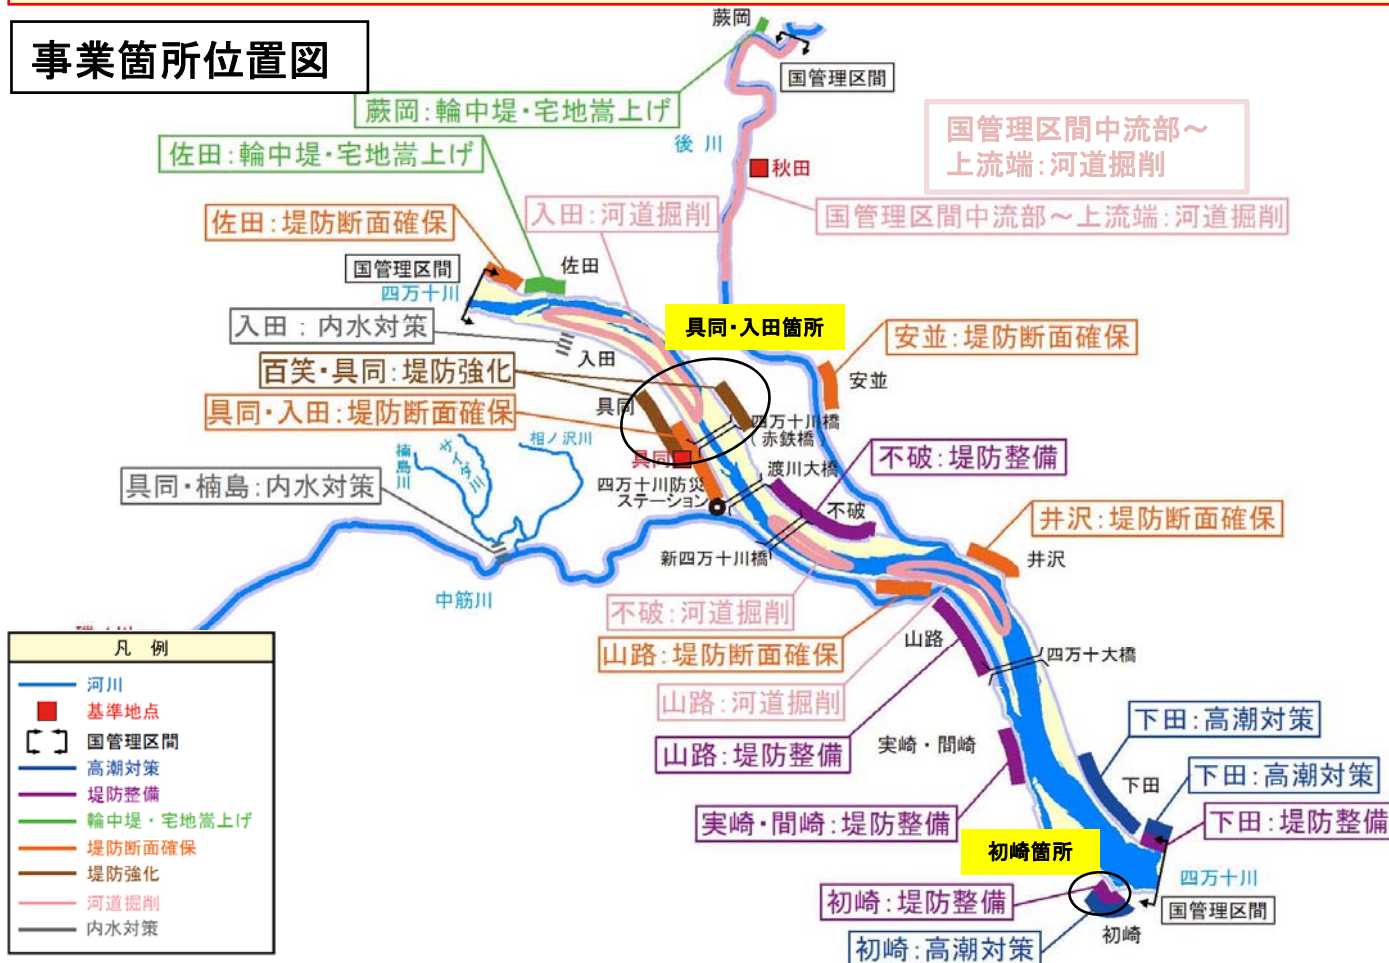 事業箇所位置図
蕨岡
国管理区間
蕨岡:輪中堤・宅地嵩上げ
後川
国管理区間中流部～
上流端:河道掘削
佐田:輪中堤・宅地嵩上げ
秋田
佐田:堤防断面確保
入田:河道掘削
国管理区間中流部～上流端:河道掘削
国管理区間
佐田
四万十川
入田:内水対策
具同・入田箇所
安並:堤防断面確保
入田
百笑・具同:堤防強化
安並
具同・入田:堤防断面確保
具同
四万十川橋
(赤鉄橋)
相ノ沢川
楠島川
サイダ川
具同
渡川大橋
不破:堤防整備
具同・楠島:内水対策
四万十川防災
ステーション
不破
井沢:堤防断面確保
新四万十川橋
井沢
中筋川
不破:河道掘削
山路
山路:堤防断面確保
四万十大橋
山路:河道掘削
下田:高潮対策
実崎・間崎
山路:堤防整備
下田
下田:高潮対策
実崎・間崎:堤防整備
下田:堤防整備
初崎箇所
四万十川
初崎:堤防整備
国管理区間
初崎
初崎:高潮対策
凡例
河川
基準地点
国管理区間
高潮対策
堤防整備
輪中堤・宅地嵩上げ
堤防断面確保
堤防強化
河道掘削
内水対策